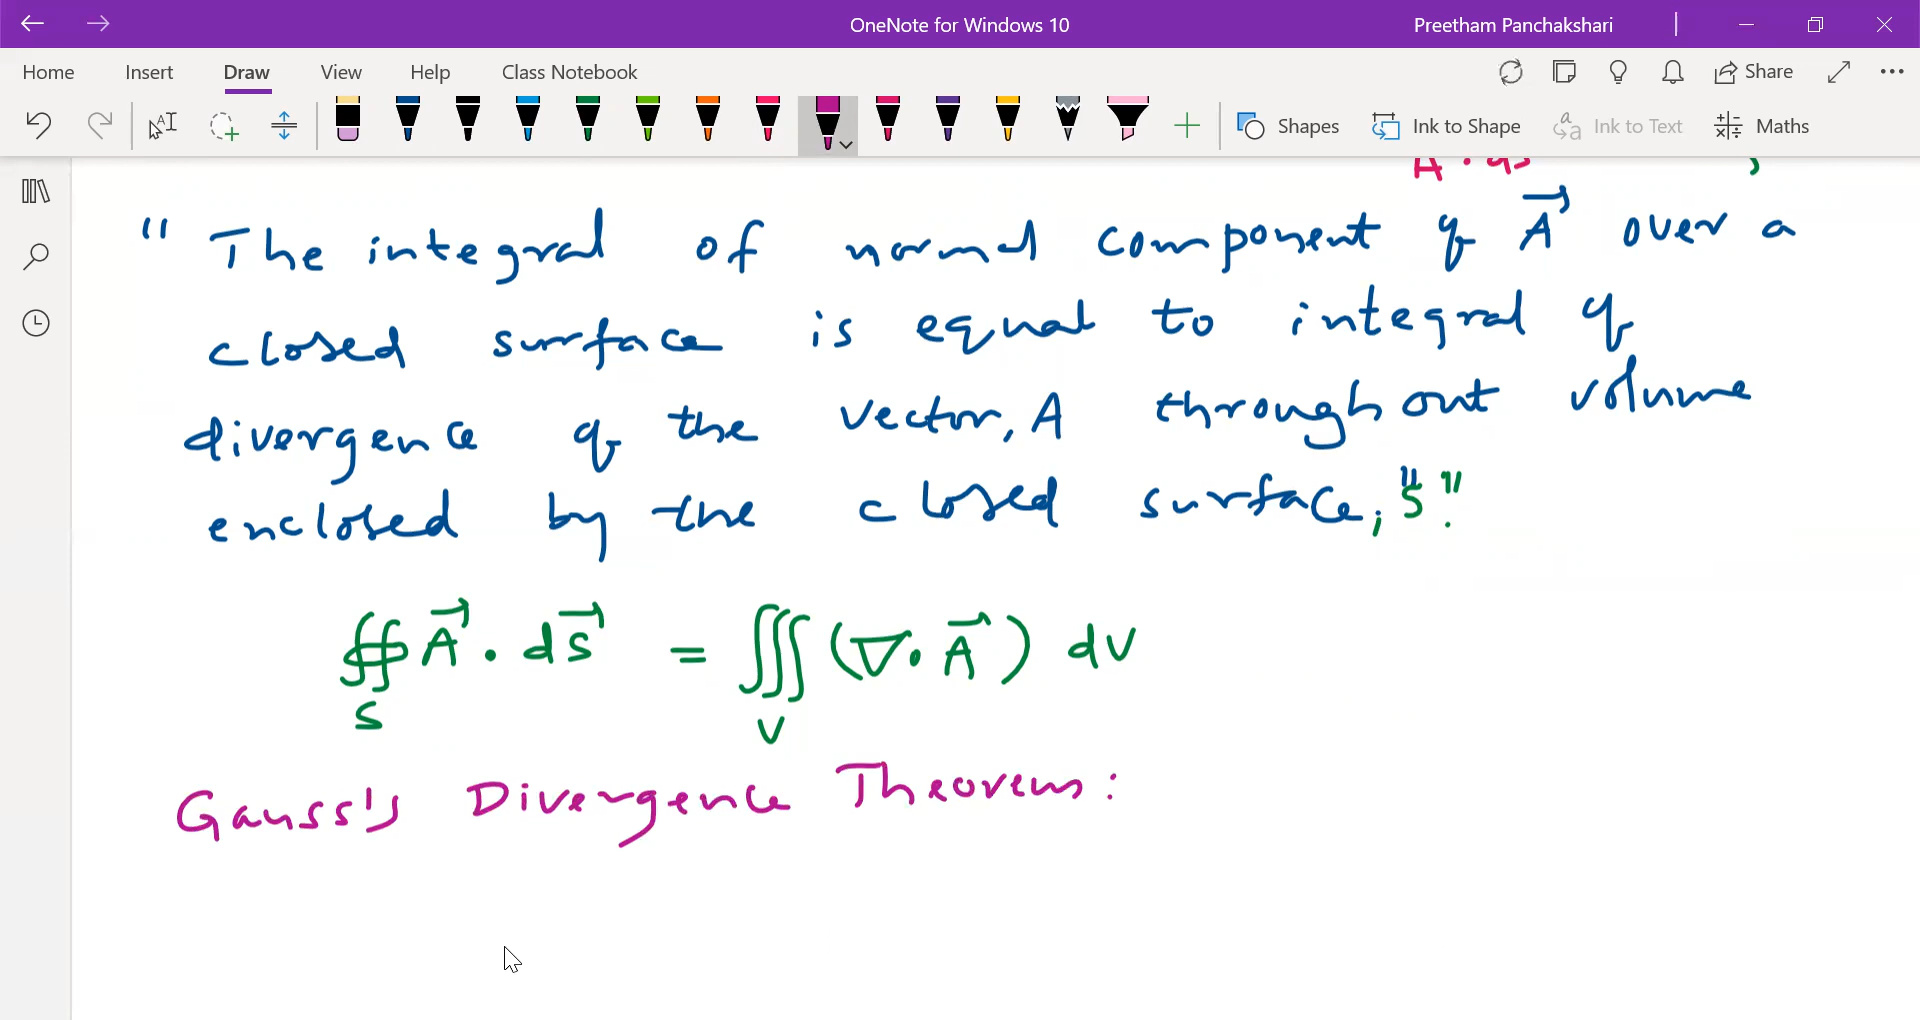 OneNote for Windows 10 Preetham Panchakshari
Home Insert Draw View Help Class Notebook Share
Shapes Ink to Shape Ink to Text Maths
A · ds
" The integral of normal component of A⃗ over a
closed surface is equal to integral of
divergence of the vector, A throughout volume
enclosed by the closed surface, "S".
∯ A⃗ · dS⃗ = ∭ (∇· A⃗) dv
S V
Gauss's Divergence Theorem: